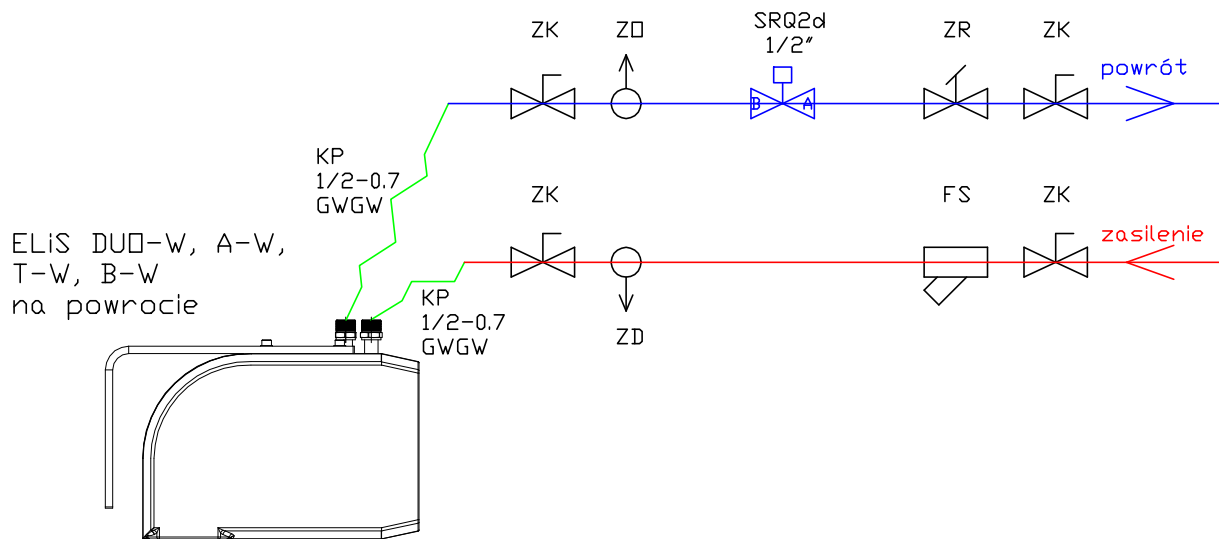 ZK
ZO
SRQ2d
1/2"
ZR
ZK
powrót
B
A
KP
1/2-0.7
GWGW
ZK
FS
ZK
zasilenie
ELiS DUO-W, A-W,
T-W, B-W
na powrocie
KP
1/2-0.7
GWGW
ZD